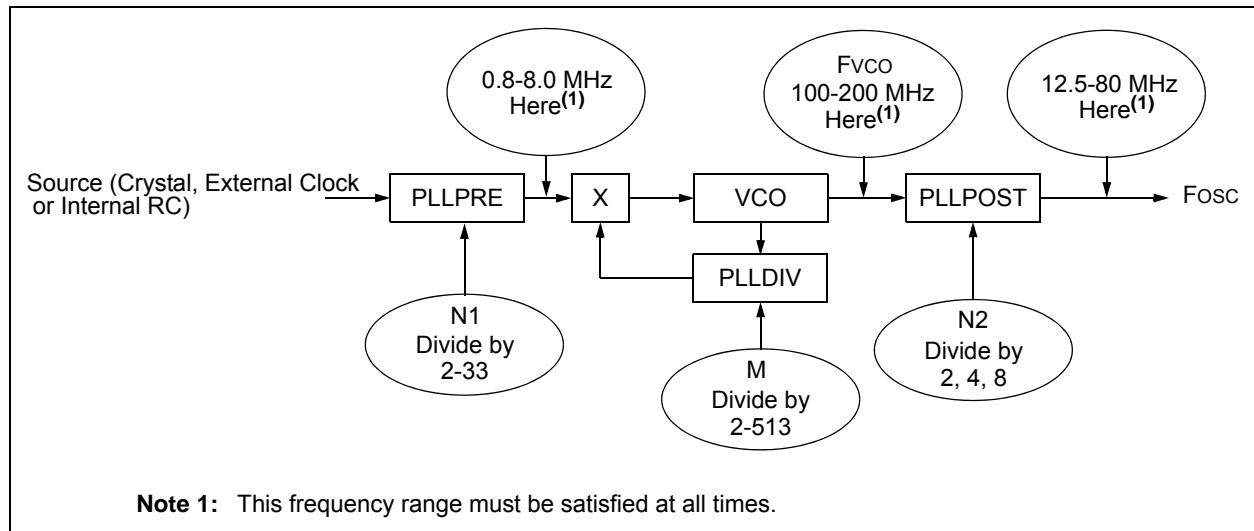 0.8-8.0 MHz
Here(1)
FVCO
100-200 MHz
Here(1)
12.5-80 MHz
Here(1)
Source (Crystal, External Clock
or Internal RC)
PLLPRE
X
VCO
PLLPOST
FOSC
PLLDIV
N1
Divide by
2-33
M
Divide by
2-513
N2
Divide by
2, 4, 8
Note 1: This frequency range must be satisfied at all times.